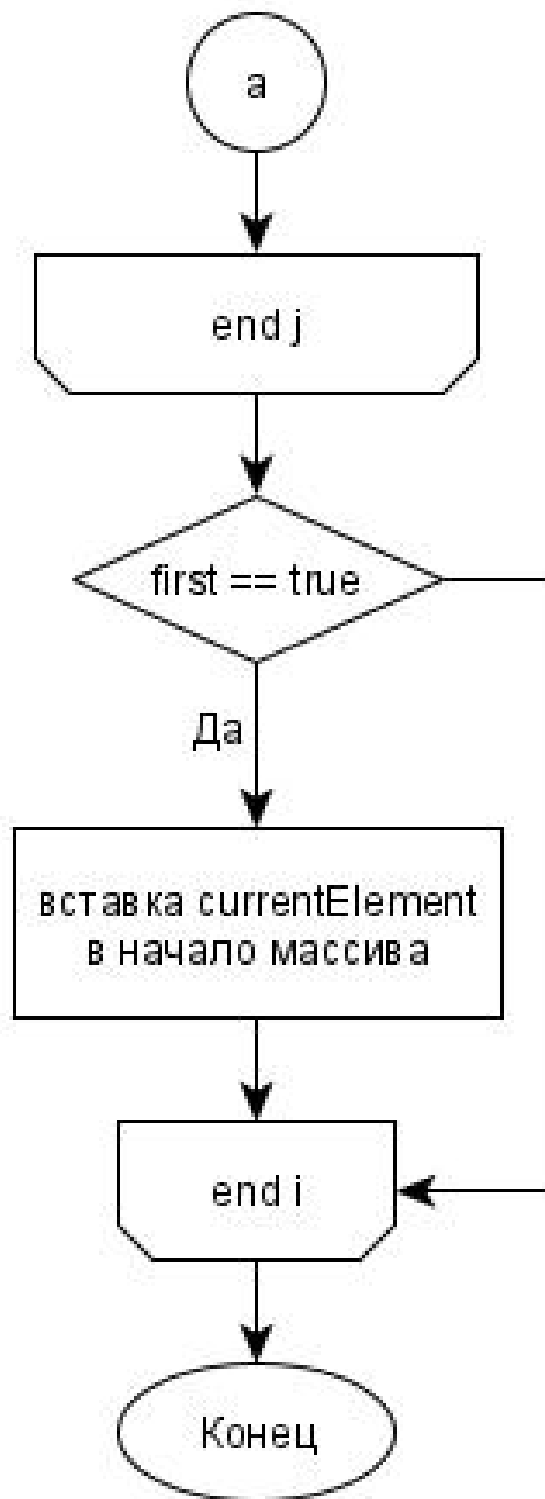 a
end j
first == true
Да
вставка currentElement
в начало массива
end i
Конец